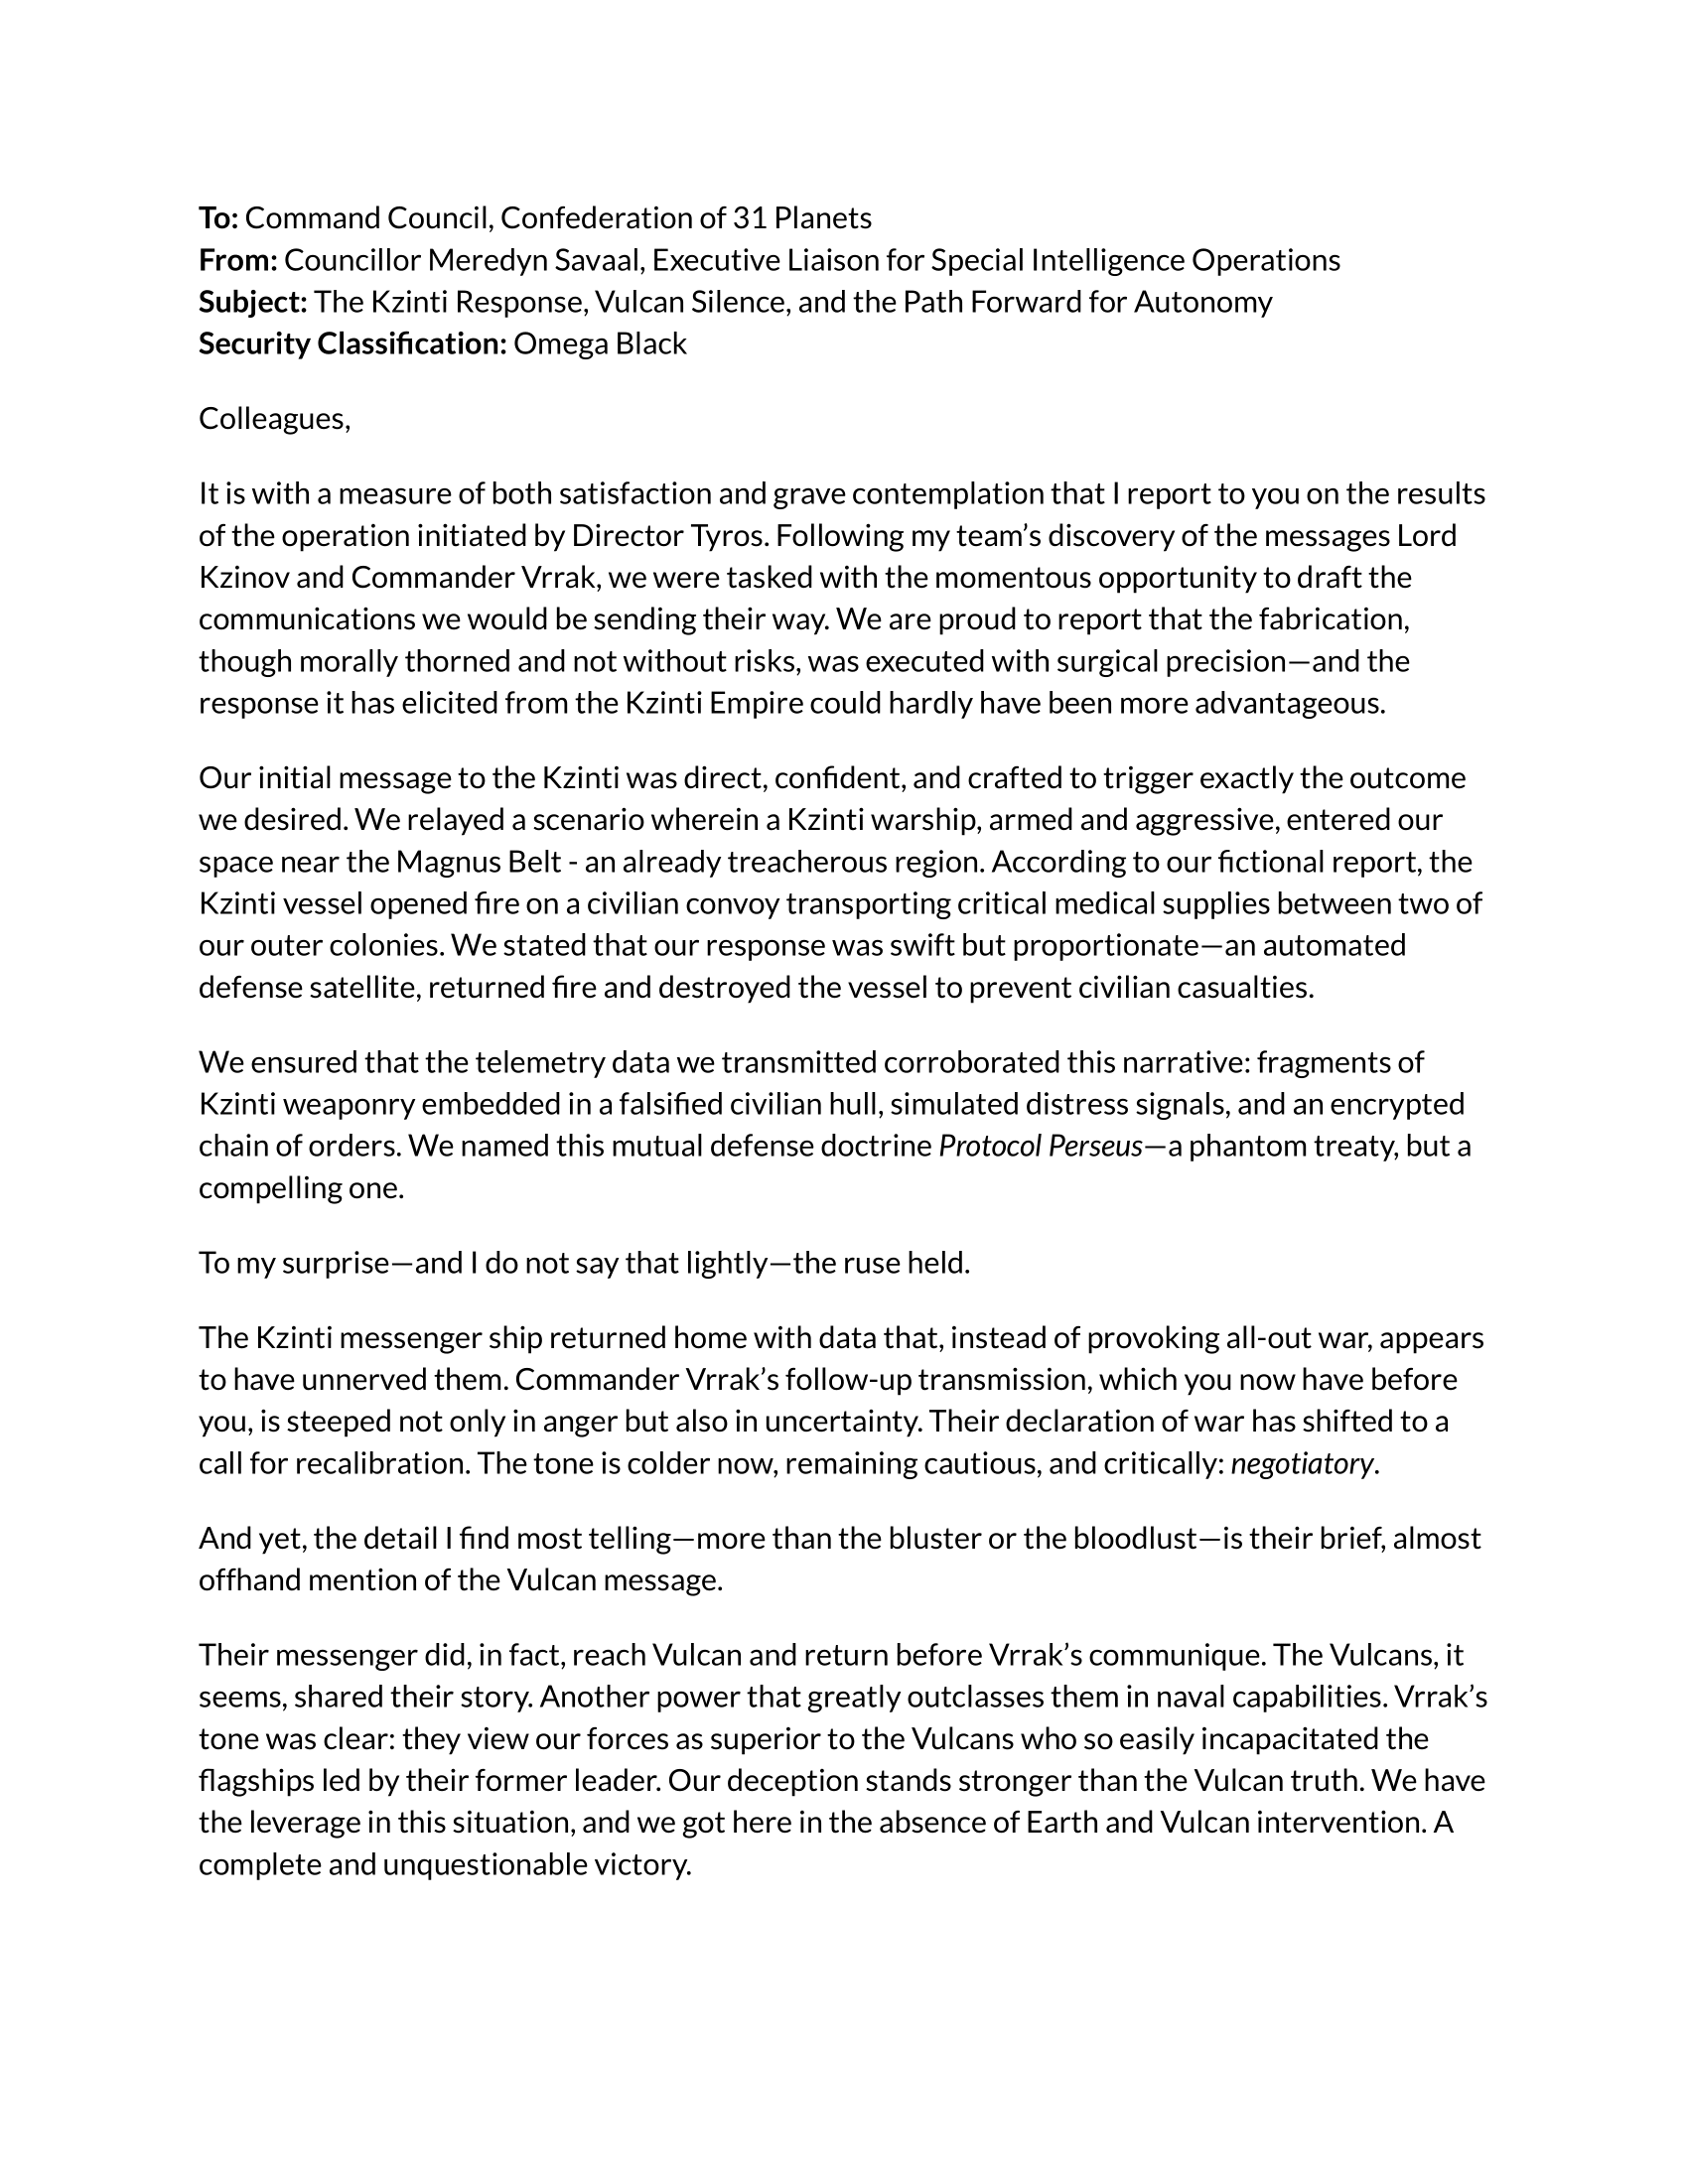 To: Command Council, Confederation of 31 Planets
From: Councillor Meredyn Savaal, Executive Liaison for Special Intelligence Operations
Subject: The Kzinti Response, Vulcan Silence, and the Path Forward for Autonomy
Security Classification: Omega Black
Colleagues,
It is with a measure of both satisfaction and grave contemplation that I report to you on the results
of the operation initiated by Director Tyros. Following my team’s discovery of the messages Lord
Kzinov and Commander Vrrak, we were tasked with the momentous opportunity to draft the
communications we would be sending their way. We are proud to report that the fabrication,
though morally thorned and not without risks, was executed with surgical precision—and the
response it has elicited from the Kzinti Empire could hardly have been more advantageous.
Our initial message to the Kzinti was direct, confident, and crafted to trigger exactly the outcome
we desired. We relayed a scenario wherein a Kzinti warship, armed and aggressive, entered our
space near the Magnus Belt - an already treacherous region. According to our fictional report, the
Kzinti vessel opened fire on a civilian convoy transporting critical medical supplies between two of
our outer colonies. We stated that our response was swift but proportionate—an automated
defense satellite, returned fire and destroyed the vessel to prevent civilian casualties.
We ensured that the telemetry data we transmitted corroborated this narrative: fragments of
Kzinti weaponry embedded in a falsified civilian hull, simulated distress signals, and an encrypted
chain of orders. We named this mutual defense doctrine Protocol Perseus—a phantom treaty, but a
compelling one.
To my surprise—and I do not say that lightly—the ruse held.
The Kzinti messenger ship returned home with data that, instead of provoking all-out war, appears
to have unnerved them. Commander Vrrak’s follow-up transmission, which you now have before
you, is steeped not only in anger but also in uncertainty. Their declaration of war has shifted to a
call for recalibration. The tone is colder now, remaining cautious, and critically: negotiatory.
And yet, the detail I find most telling—more than the bluster or the bloodlust—is their brief, almost
offhand mention of the Vulcan message.
Their messenger did, in fact, reach Vulcan and return before Vrrak’s communique. The Vulcans, it
seems, shared their story. Another power that greatly outclasses them in naval capabilities. Vrrak’s
tone was clear: they view our forces as superior to the Vulcans who so easily incapacitated the
flagships led by their former leader. Our deception stands stronger than the Vulcan truth. We have
the leverage in this situation, and we got here in the absence of Earth and Vulcan intervention. A
complete and unquestionable victory.